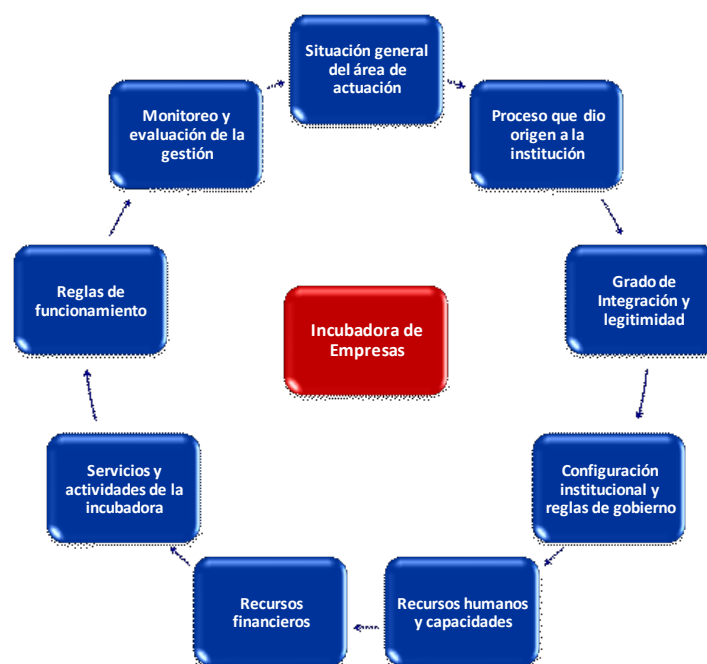 Situación general
del área de
actuación
Proceso que dio
origen a la
institución
Grado de
Integración y
legitimidad
Configuración
institucional y
reglas de gobierno
Recursos humanos
y capacidades
Recursos
financieros
Servicios y
actividades de la
incubadora
Reglas de
funcionamiento
Monitoreo y
evaluación de la
gestión
Incubadora de
Empresas